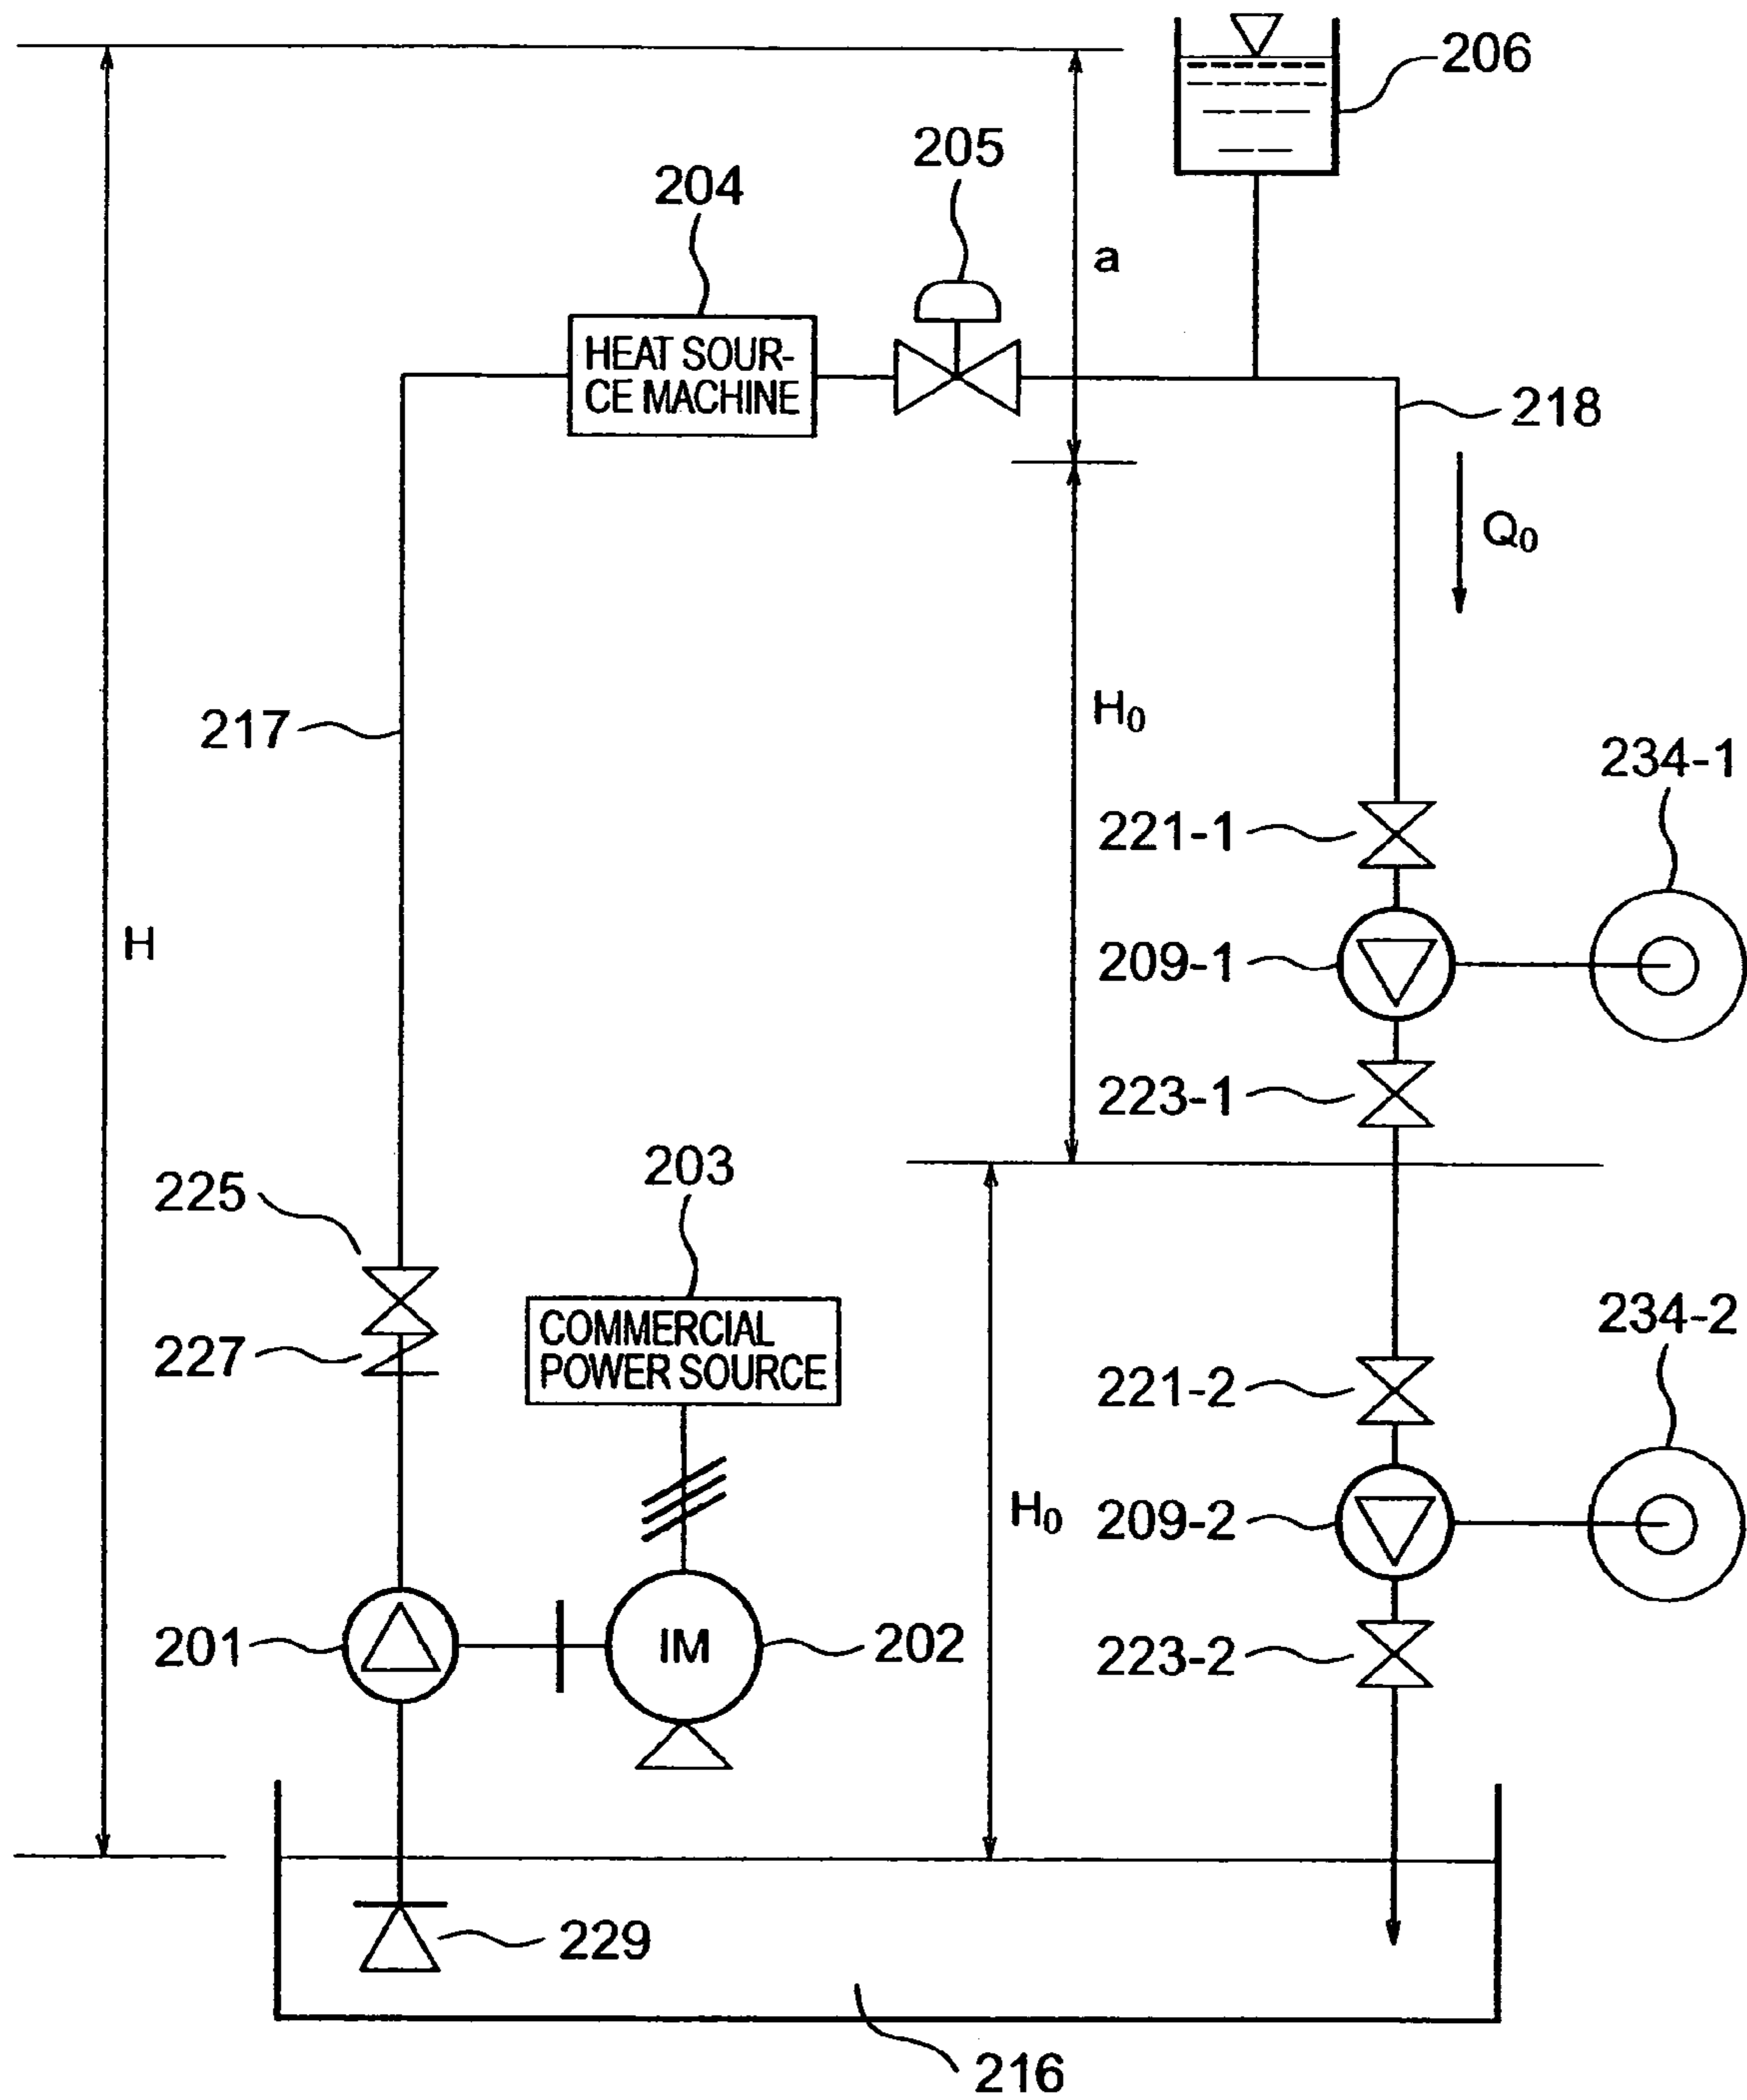 206
205
204
a
HEAT SOUR-
CE MACHINE
218
Q₀
H₀
217
234-1
221-1
H
209-1
223-1
203
225
234-2
COMMERCIAL
POWER SOURCE
227
221-2
H₀
209-2
201
IM
202
223-2
229
216